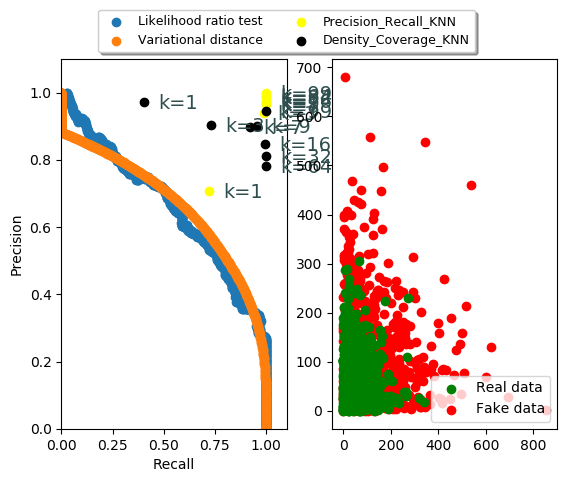 Likelihood ratio test
Variational distance
Precision_Recall_KNN
Density_Coverage_KNN
k=1
k=9
k=16
k=32
k=64
k=1
Precision
Recall
1.0
0.8
0.6
0.4
0.2
0.0
0.00
0.25
0.50
0.75
1.00
700
600
500
400
300
200
100
0
0
200
400
600
800
Real data
Fake data